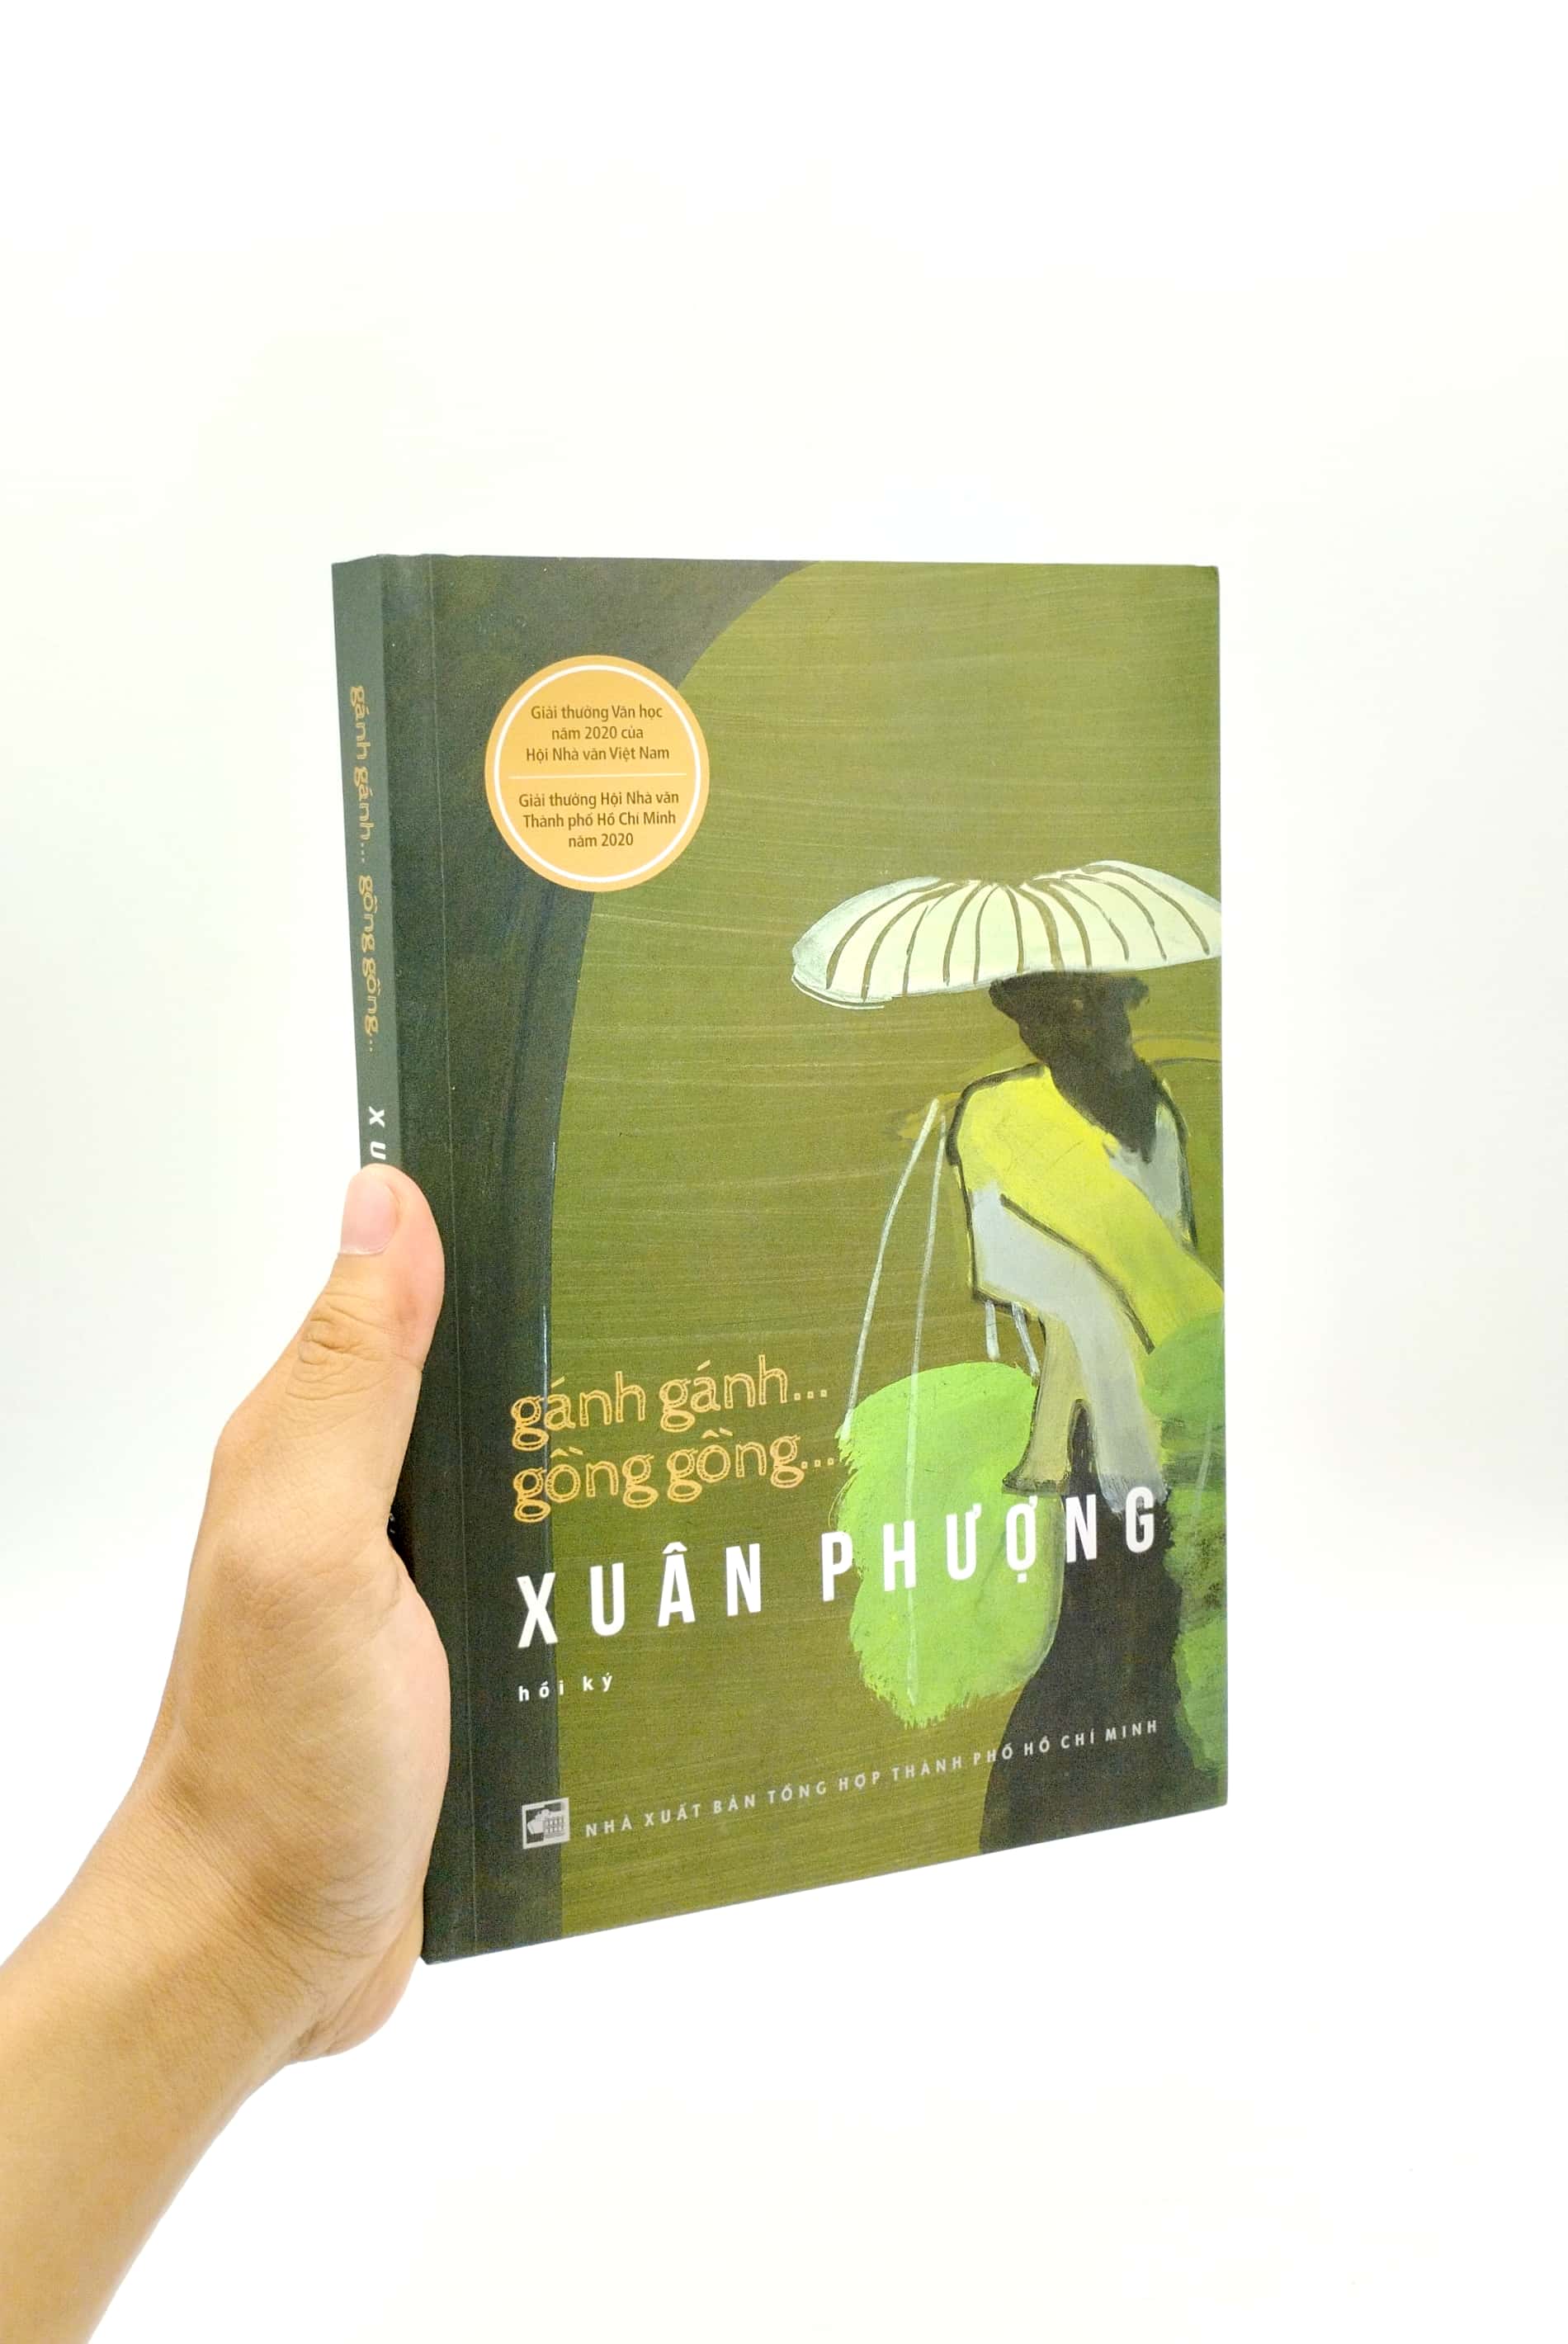 gánh gánh... gồng gồng... XU
Giải thưởng Văn học
năm 2020 của
Hội Nhà văn Việt Nam
Giải thưởng Hội Nhà văn
Thành phố Hồ Chí Minh
năm 2020
gánh gánh...
gồng gồng...
XUÂN PHƯỢNG
hồi ký
NHÀ XUẤT BẢN TỔNG HỢP THÀNH PHỐ HỒ CHÍ MINH